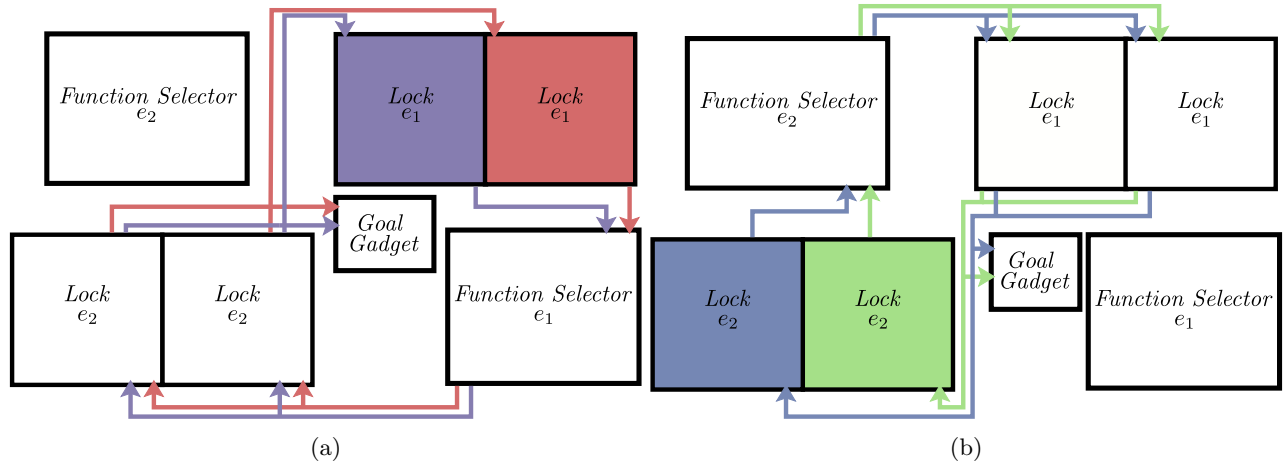 Function Selector
e₂
Lock
e₁
Lock
e₁
Goal
Gadget
Lock
e₂
Lock
e₂
Function Selector
e₁
(a)
Function Selector
e₂
Lock
e₁
Lock
e₁
Lock
e₂
Lock
e₂
Goal
Gadget
Function Selector
e₁
(b)